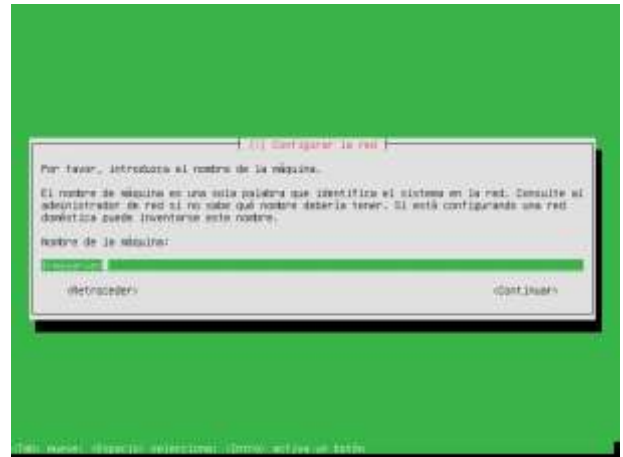 [!] Configurar la red
Por favor, introduzca el nombre de la máquina.
El nombre de máquina es una sola palabra que identifica el sistema en la red. Consulte al
administrador de red si no sabe qué nombre debería tener. Si está configurando una red
doméstica puede inventarse este nombre.
Nombre de la máquina:
<Retroceder> <Continuar>
<Tab> mueve; <Espacio> selecciona; <Intro> activa un botón